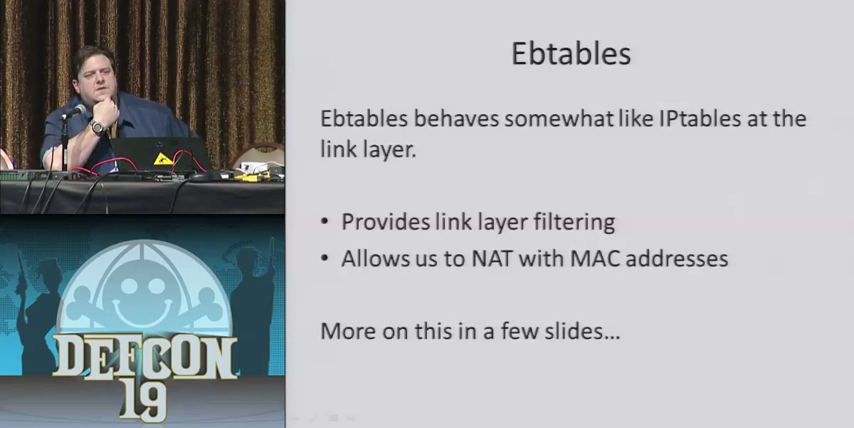 Ebtables
Ebtables behaves somewhat like IPtables at the
link layer.
• Provides link layer filtering
• Allows us to NAT with MAC addresses
More on this in a few slides...
DEFCON
19